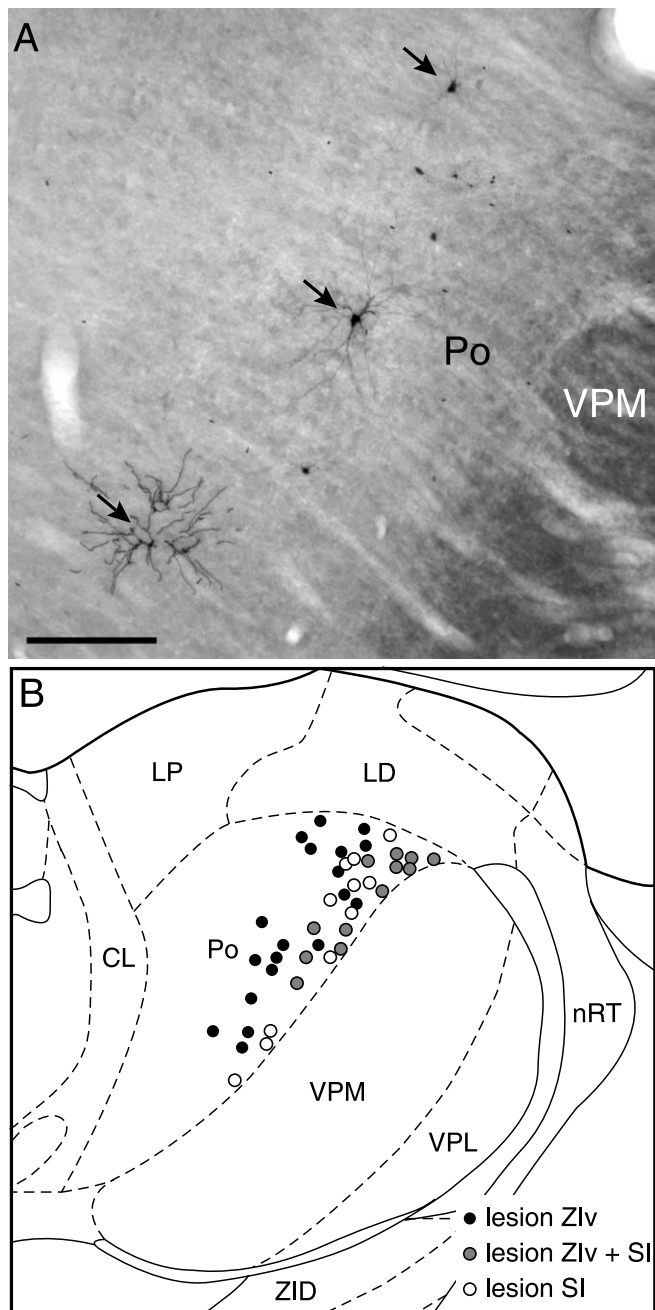 A
Po
VPM
B
LP
LD
Po
CL
nRT
VPM
VPL
lesion ZIv
lesion ZIv + SI
lesion SI
ZID